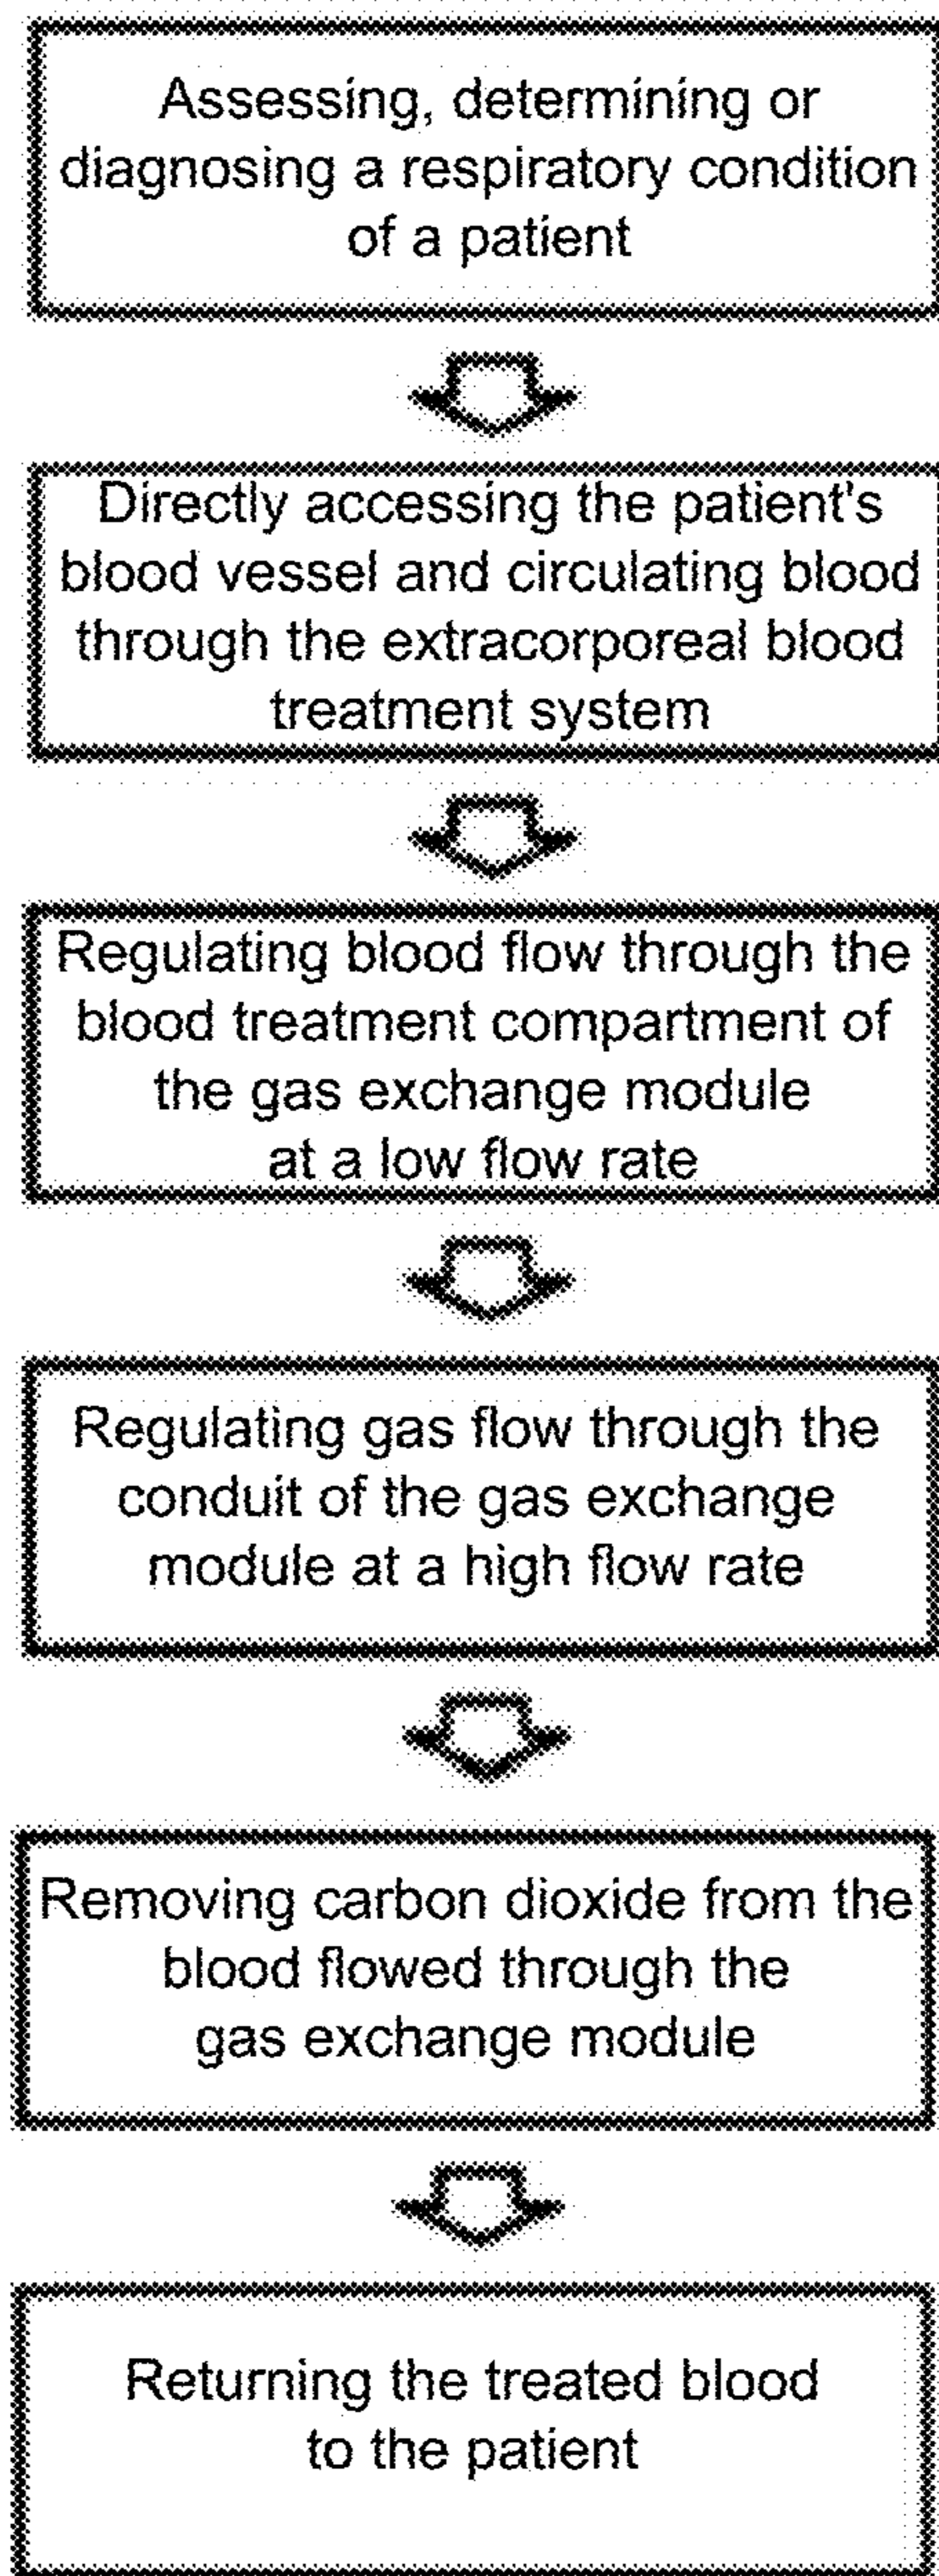 Assessing, determining or
diagnosing a respiratory condition
of a patient
Directly accessing the patient's
blood vessel and circulating blood
through the extracorporeal blood
treatment system
Regulating blood flow through the
blood treatment compartment of
the gas exchange module
at a low flow rate
Regulating gas flow through the
conduit of the gas exchange
module at a high flow rate
Removing carbon dioxide from the
blood flowed through the
gas exchange module
Returning the treated blood
to the patient